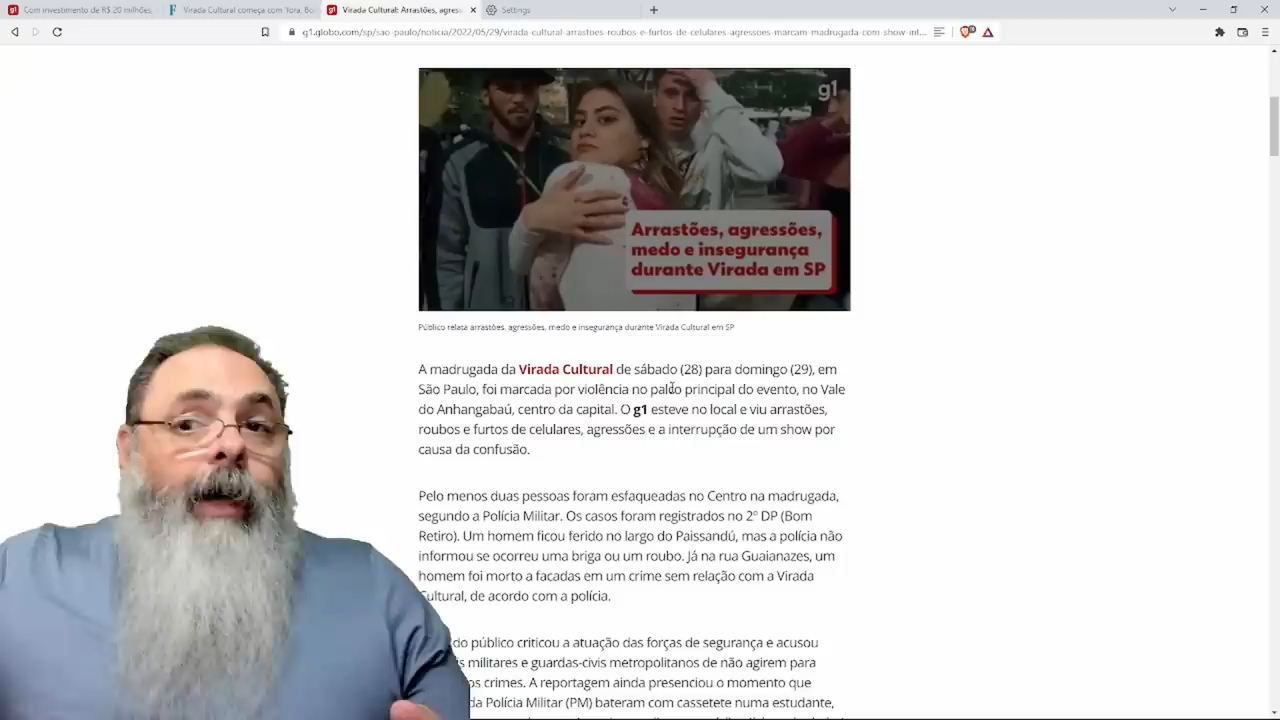 Com investimento de R$ 20 milhões,
Virada Cultural começa com Yora, Bo
Virada Cultural: Arrastões, agress
Settings
g1.globo.com/sp/sao-paulo/noticia/2022/05/29/virada-cultural-arrastoes-roubos-e-furtos-de-celulares-agressoes-marcam-madrugada-com-show-int...
g1
Arrastões, agressões,
medo e insegurança
durante Virada em SP
Público relata arrastões, agressões, medo e insegurança durante Virada Cultural em SP
A madrugada da Virada Cultural de sábado (28) para domingo (29), em
São Paulo, foi marcada por violência no palco principal do evento, no Vale
do Anhangabaú, centro da capital. O g1 esteve no local e viu arrastões,
roubos e furtos de celulares, agressões e a interrupção de um show por
causa da confusão.
Pelo menos duas pessoas foram esfaqueadas no Centro na madrugada,
segundo a Polícia Militar. Os casos foram registrados no 2º DP (Bom
Retiro). Um homem ficou ferido no largo do Paissandú, mas a polícia não
informou se ocorreu uma briga ou um roubo. Já na rua Guaianazes, um
homem foi morto a facadas em um crime sem relação com a Virada
Cultural, de acordo com a polícia.
do público criticou a atuação das forças de segurança e acusou
s militares e guardas-civis metropolitanos de não agirem para
os crimes. A reportagem ainda presenciou o momento que
da Polícia Militar (PM) bateram com cassetete numa estudante,